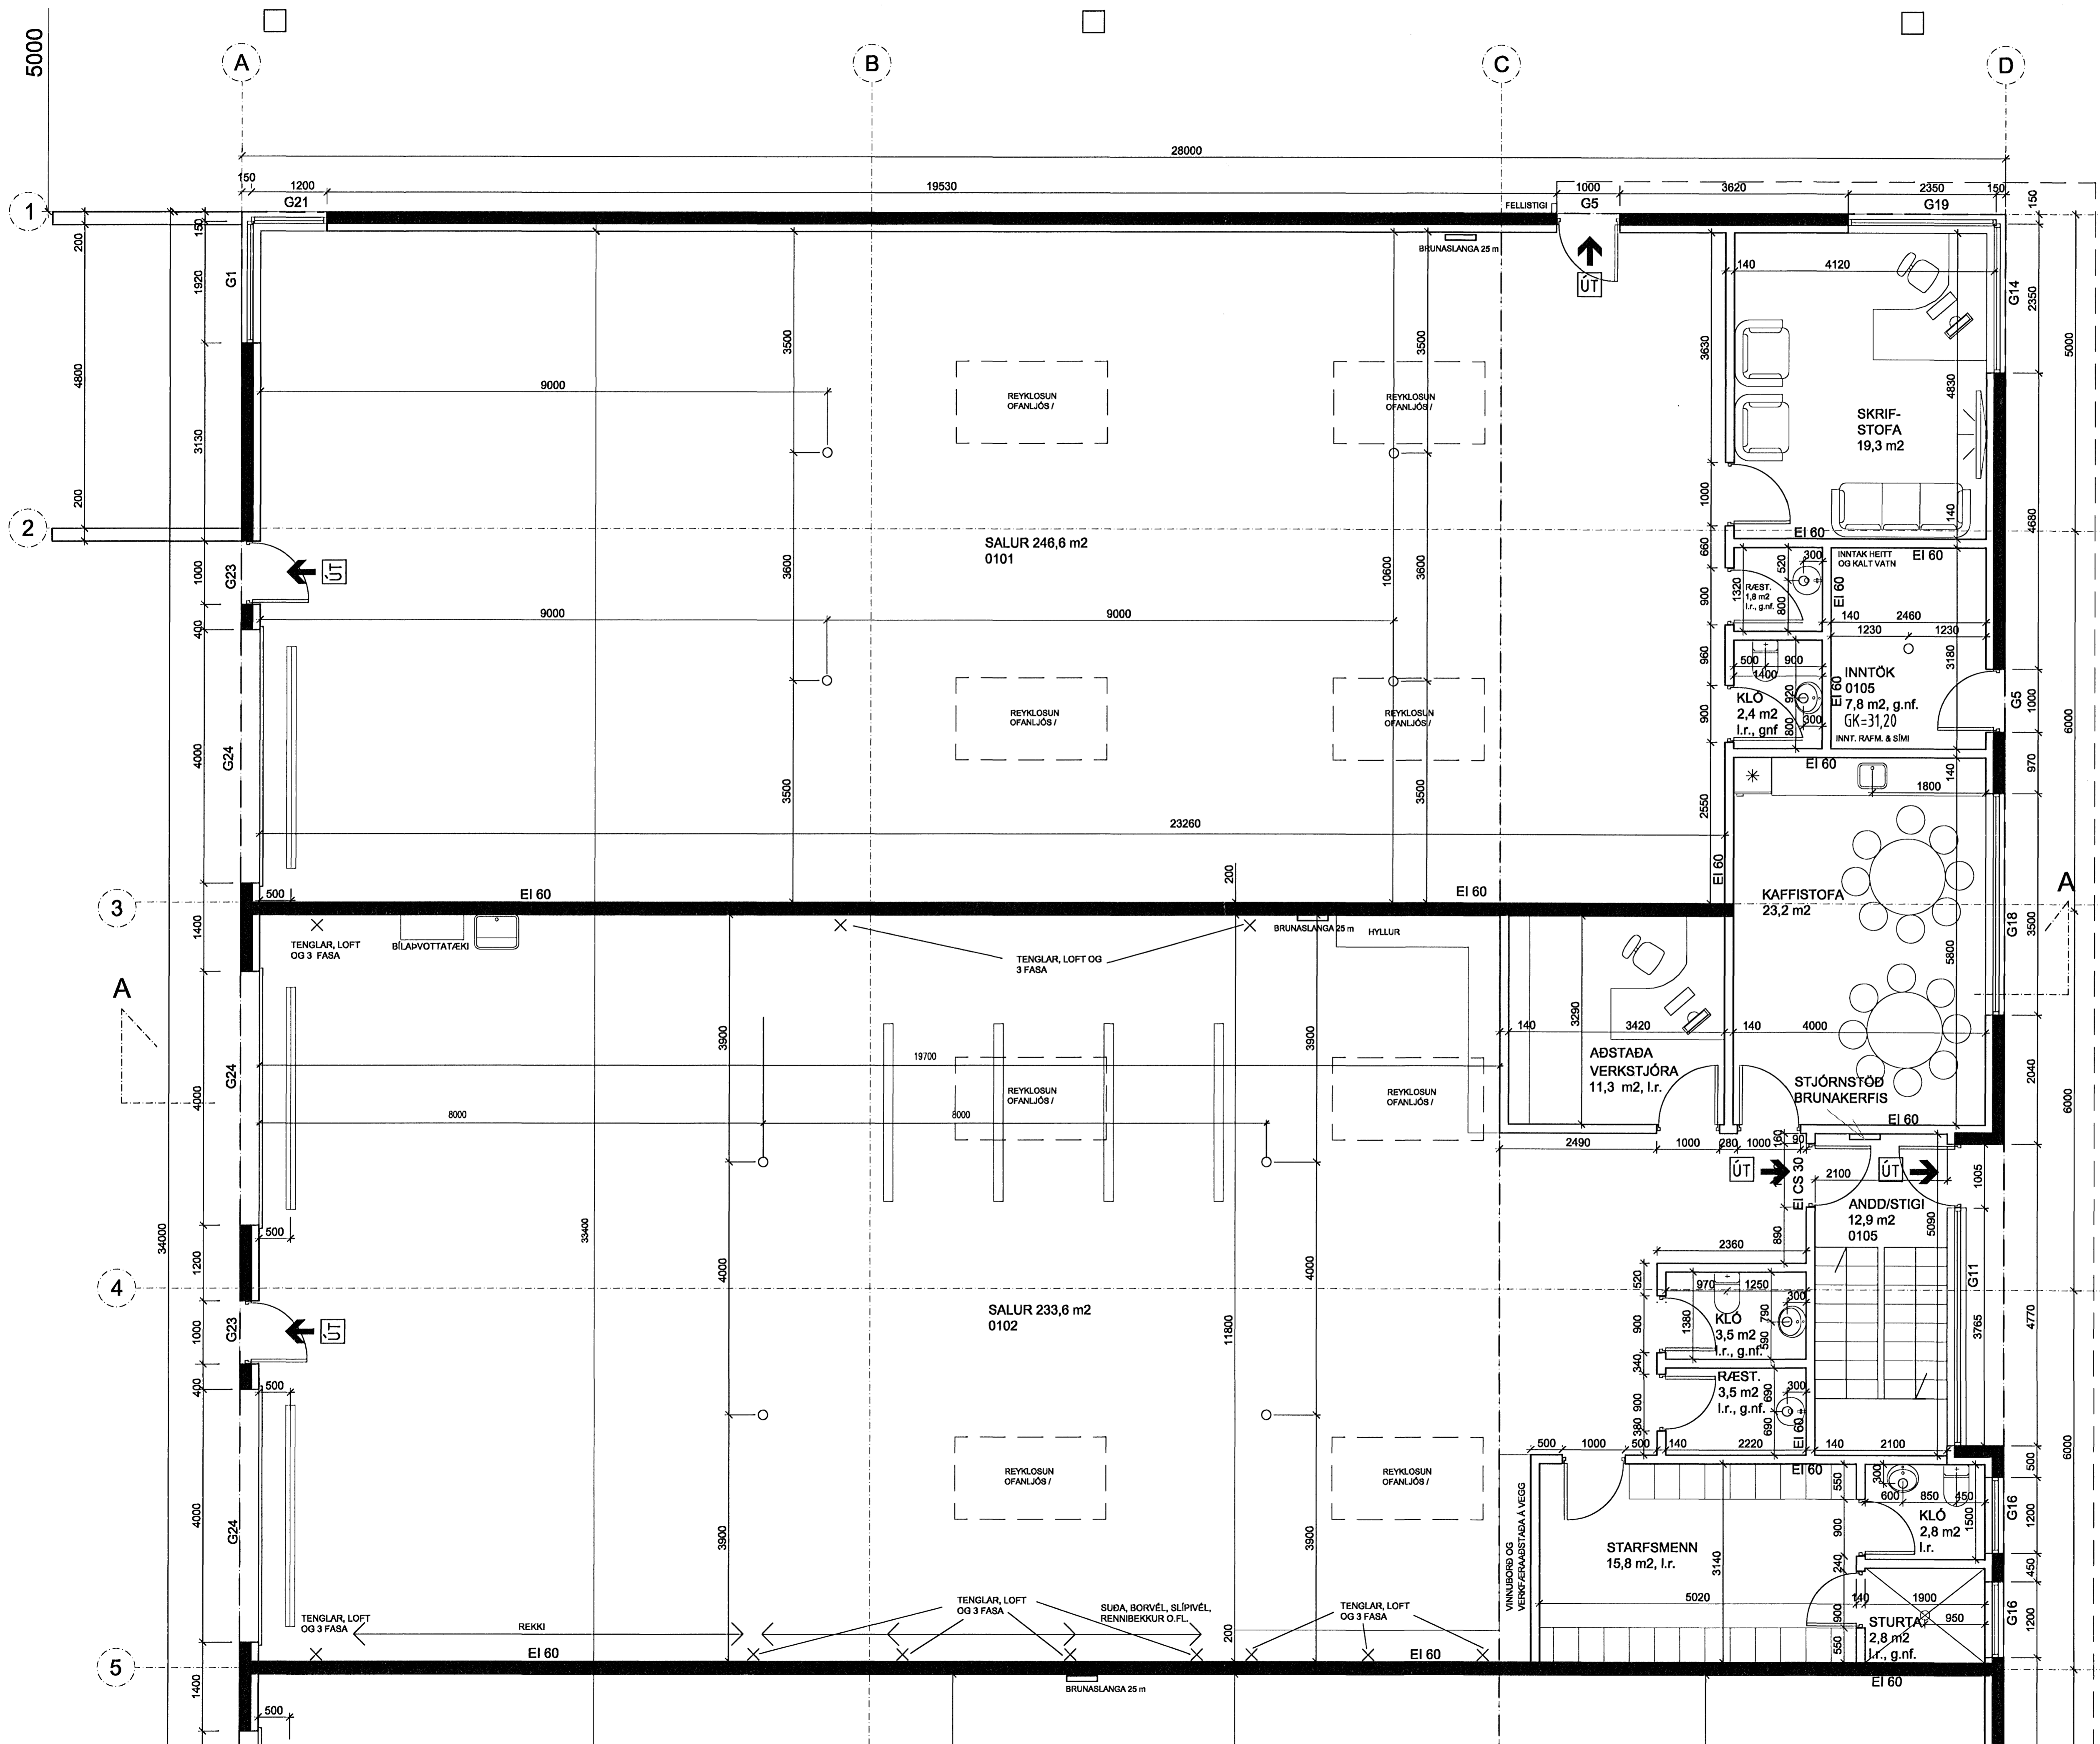 5000
A
B
C
D
28000
150
1200
19530
1000
3620
2350
150
G21
FELLISTIGI
G5
G19
1
150
200
150
BRUNASLANGA 25 m
G1
1920
ÚT
140
4120
G14
2350
3500
3500
3630
5000
4800
9000
4830
REYKLOSUN
OFANLJÓS /
REYKLOSUN
OFANLJÓS /
SKRIF-
STOFA
19,3 m2
3130
200
1000
140
4680
2
EI 60
SALUR 246,6 m2
0101
660
520
300
INNTAK HEITT
OG KALT VATN
EI 60
1000
G23
ÚT
3600
10600
3600
1320
RÆST.
1,8 m2
l.r., g.nf.
800
EI 60
900
9000
9000
140
2460
400
1230
1230
960
500
900
1400
3180
INNTÖK
0105
7,8 m2, g.nf.
GK=31,20
INNT. RAFM. & SÍMI
EI 60
G5
1000
6000
KLÓ
2,4 m2
l.r., gnf
920
800
300
900
REYKLOSUN
OFANLJÓS /
REYKLOSUN
OFANLJÓS /
4000
G24
3500
3500
EI 60
140
970
1800
2550
23260
EI 60
200
500
EI 60
EI 60
KAFFISTOFA
23,2 m2
A
3
1400
TENGLAR, LOFT
OG 3 FASA
BÍLAÞVOTTATÆKI
TENGLAR, LOFT OG
3 FASA
BRUNASLANGA 25 m
HYLLUR
G18
3500
5800
A
3900
3900
3290
140
3420
140
4000
19700
AÐSTAÐA
VERKSTJÓRA
11,3 m2, l.r.
G24
4000
REYKLOSUN
OFANLJÓS /
REYKLOSUN
OFANLJÓS /
STJÓRNSTÖÐ
BRUNAKERFIS
2040
6000
8000
8000
EI 60
2490
1000
280
1000
160
90
ÚT
EI CS 30
2100
ÚT
1005
ANDD/STIGI
12,9 m2
0105
5090
34000
33400
500
890
1200
2360
4000
4000
520
970
1250
G11
4
300
SALUR 233,6 m2
0102
11800
1000
G23
ÚT
900
1380
KLÓ
3,5 m2
l.r., g.nf.
790
590
3765
4770
340
400
500
RÆST.
3,5 m2
l.r., g.nf.
690
690
300
EI 60
900
380
500
1000
500
140
2220
140
2100
REYKLOSUN
OFANLJÓS /
REYKLOSUN
OFANLJÓS /
EI 60
500
6000
550
300
600
850
450
4000
G24
3900
3900
VINNUBORÐ OG
VERKFÆRAAÐSTAÐA Á VEGG
STARFSMENN
15,8 m2, l.r.
3140
900
KLÓ
2,8 m2
l.r.
1500
G16
1200
240
450
5020
140
1900
950
900
STURTA
2,8 m2
l.r., g.nf.
550
G16
1200
TENGLAR, LOFT
OG 3 FASA
REKKI
TENGLAR, LOFT
OG 3 FASA
SUÐA, BORVÉL, SLÍPIVÉL,
RENNIBEKKUR O.FL.
TENGLAR, LOFT
OG 3 FASA
200
EI 60
EI 60
5
1400
BRUNASLANGA 25 m
EI 60
500